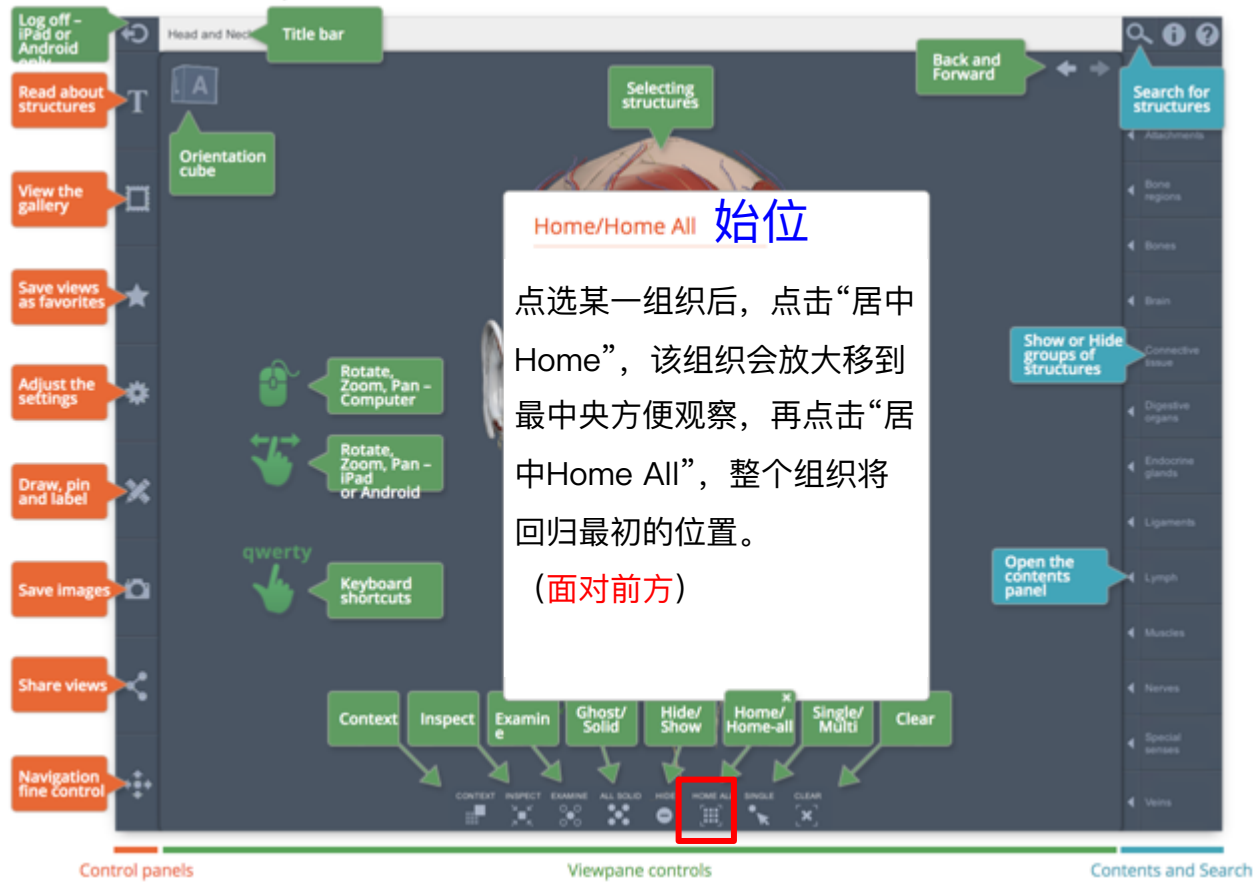 Log off –
iPad or
Android
only
Head and Neck
Title bar
Back and
Forward
Search for
structures
Read about
structures
T
A
Orientation
cube
Selecting
structures
Attachments
View the
gallery
Bone
regions
Bones
Save views
as favorites
Brain
Home/Home All 始位
点选某一组织后，点击“居中
Home”，该组织会放大移到
最中央方便观察，再点击“居
中Home All”，整个组织将
回归最初的位置。
（面对前方）
Show or Hide
groups of
structures
Connective
tissue
Adjust the
settings
Rotate,
Zoom, Pan –
Computer
Digestive
organs
Rotate,
Zoom, Pan –
iPad
or Android
Endocrine
glands
Draw, pin
and label
Ligaments
qwerty
Keyboard
shortcuts
Save images
Open the
contents
panel
Lymph
Muscles
Share views
Nerves
Context
Inspect
Examin
e
Ghost/
Solid
Hide/
Show
Home/
Home-all
Single/
Multi
Clear
Special
senses
Navigation
fine control
CONTEXT
INSPECT
EXAMINE
ALL SOLID
HIDE
HOME ALL
SINGLE
CLEAR
Veins
Control panels
Viewpane controls
Contents and Search